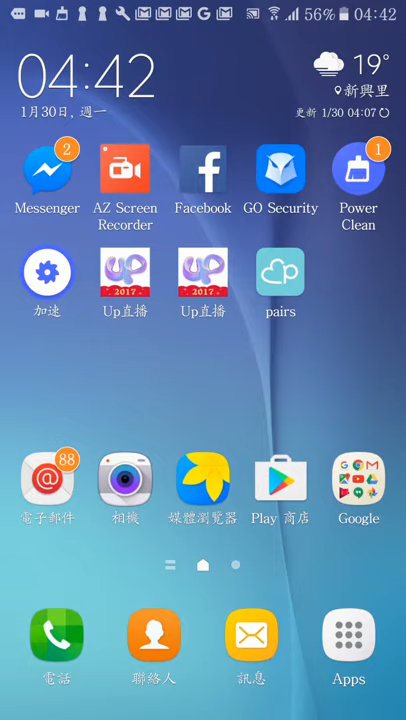 56% 04:42
04:42
19°
新興里
1月30日, 週一
更新 1/30 04:07
2
1
Messenger
AZ Screen Recorder
Facebook
GO Security
Power Clean
2017
2017
加速
Up直播
Up直播
pairs
88
電子郵件
相機
媒體瀏覽器
Play 商店
Google
電話
聯絡人
訊息
Apps